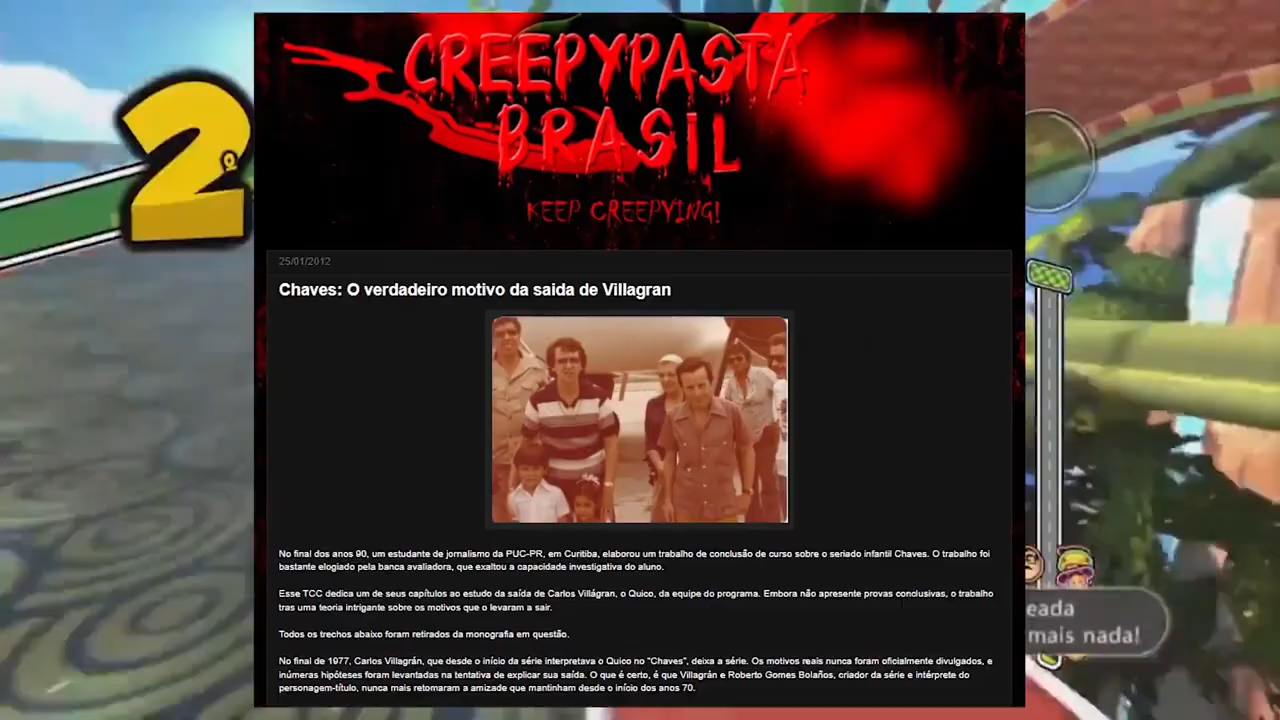 CREEPYPASTA
BRASIL
KEEP CREEPYING!
2º
25/01/2012
Chaves: O verdadeiro motivo da saida de Villagran
No final dos anos 90, um estudante de jornalismo da PUC-PR, em Curitiba, elaborou um trabalho de conclusão de curso sobre o seriado infantil Chaves. O trabalho foi
bastante elogiado pela banca avaliadora, que exaltou a capacidade investigativa do aluno.
Esse TCC dedica um de seus capítulos ao estudo da saída de Carlos Villágran, o Quico, da equipe do programa. Embora não apresente provas conclusivas, o trabalho
tras uma teoria intrigante sobre os motivos que o levaram a sair.
Todos os trechos abaixo foram retirados da monografia em questão.
No final de 1977, Carlos Villagrán, que desde o início da série interpretava o Quico no "Chaves", deixa a série. Os motivos reais nunca foram oficialmente divulgados, e
inúmeras hipóteses foram levantadas na tentativa de explicar sua saída. O que é certo, é que Villagrán e Roberto Gomes Bolaños, criador da série e intérprete do
personagem-título, nunca mais retomaram a amizade que mantinham desde o início dos anos 70.
eada
mais nada!